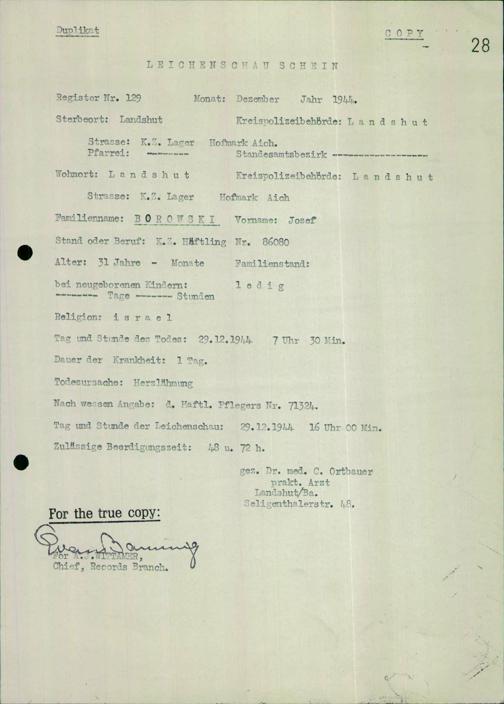 Duplikat
COPY
28
LEICHENSCHAU SCHEIN
Register Nr. 129 Monat: Dezember Jahr 1944.
Sterbeort: Landshut Kreispolizeibehörde: Landshut
Strasse: K.Z. Lager Hofmark Aich.
Pfarrei: -------- Standesamtsbezirk ------------------
Wohnort: Landshut Kreispolizeibehörde: Landshut
Strasse: K.Z. Lager Hofmark Aich
Familienname: BOROWSKI Vorname: Josef
Stand oder Beruf: K.Z. Häftling Nr. 86080
Alter: 31 Jahre - Monate Familienstand:
bei neugeborenen Kindern: ledig
-------- Tage ------- Stunden
Religion: israel
Tag und Stunde des Todes: 29.12.1944 7 Uhr 30 Min.
Dauer der Krankheit: 1 Tag.
Todesursache: Herzlähmung
Nach wessen Angabe: d. Haftl. Pflegers Nr. 71324.
Tag und Stunde der Leichenschau: 29.12.1944 16 Uhr 00 Min.
Zulässige Beerdigungszeit: 48 u. 72 h.
gez. Dr. med. C. Ortbauer
prakt. Arzt
Landshut/Ba.
Seligenthalerstr. 48.
For the true copy:
For A.J.WITTAMER,
Chief, Records Branch.